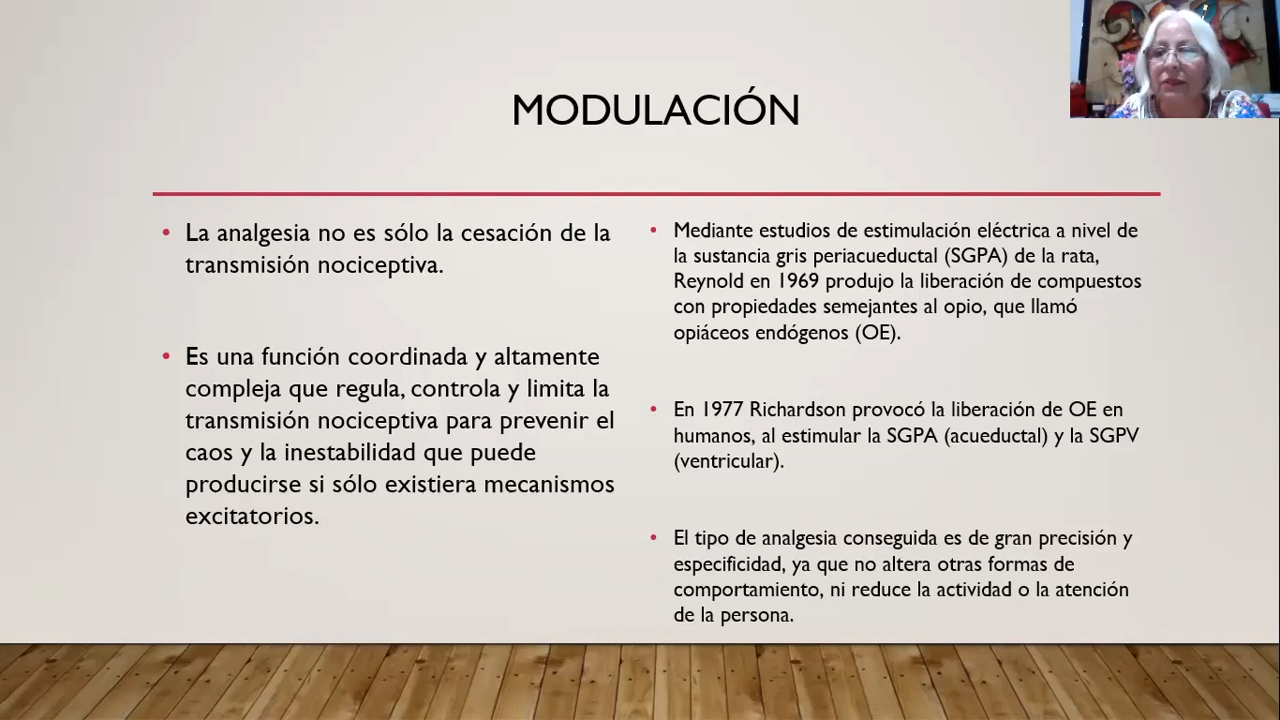 MODULACIÓN
• La analgesia no es sólo la cesación de la
transmisión nociceptiva.
• Es una función coordinada y altamente
compleja que regula, controla y limita la
transmisión nociceptiva para prevenir el
caos y la inestabilidad que puede
producirse si sólo existiera mecanismos
excitatorios.
• Mediante estudios de estimulación eléctrica a nivel de
la sustancia gris periacueductal (SGPA) de la rata,
Reynold en 1969 produjo la liberación de compuestos
con propiedades semejantes al opio, que llamó
opiáceos endógenos (OE).
• En 1977 Richardson provocó la liberación de OE en
humanos, al estimular la SGPA (acueductal) y la SGPV
(ventricular).
• El tipo de analgesia conseguida es de gran precisión y
especificidad, ya que no altera otras formas de
comportamiento, ni reduce la actividad o la atención
de la persona.